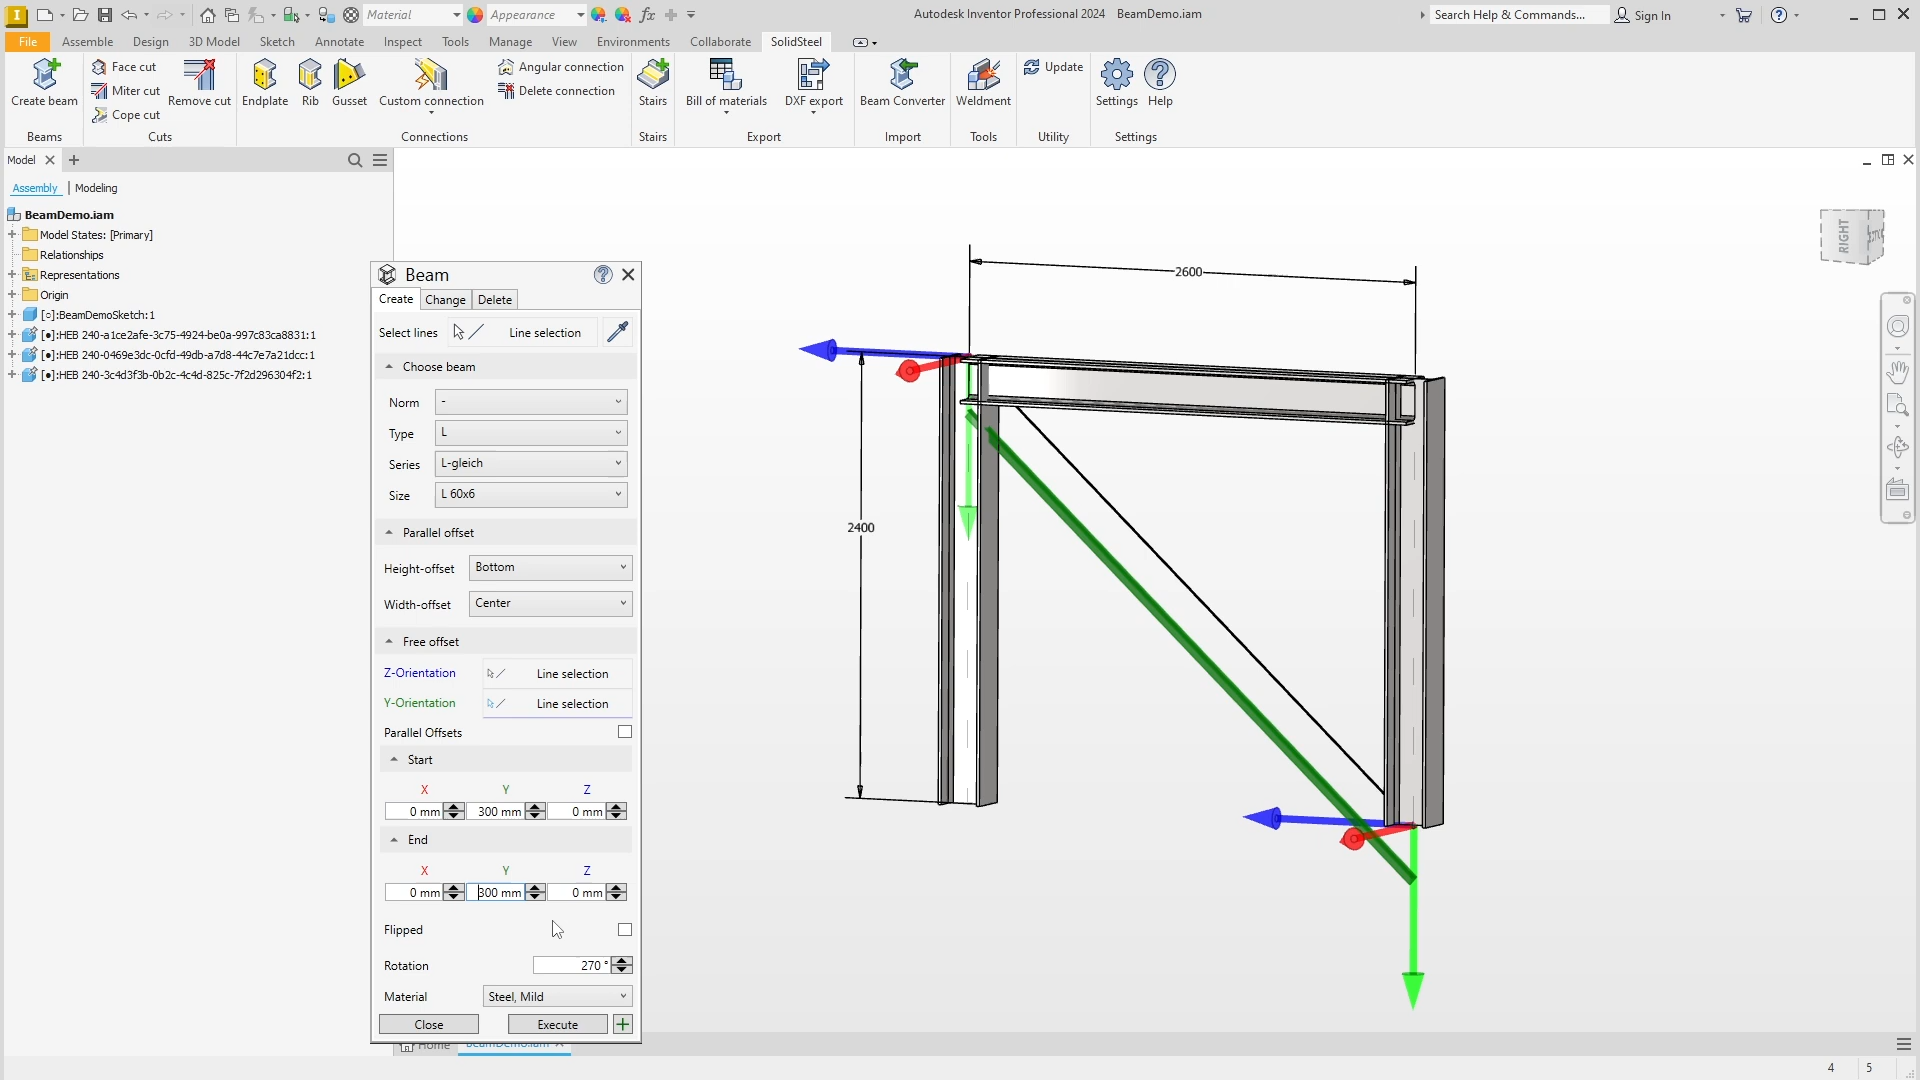 Material
Appearance
Autodesk Inventor Professional 2024 BeamDemo.iam
Search Help & Commands...
Sign In
File
Assemble
Design
3D Model
Sketch
Annotate
Inspect
Tools
Manage
View
Environments
Collaborate
SolidSteel
Create beam
Face cut
Miter cut
Cope cut
Remove cut
Endplate
Rib
Gusset
Custom connection
Angular connection
Delete connection
Stairs
Bill of materials
DXF export
Beam Converter
Weldment
Update
Settings
Help
Beams
Cuts
Connections
Stairs
Export
Import
Tools
Utility
Settings
Model
Assembly
Modeling
BeamDemo.iam
Model States: [Primary]
Relationships
Representations
Origin
[○]:BeamDemoSketch:1
[●]:HEB 240-a1ce2afe-3c75-4924-be0a-997c83ca8831:1
[●]:HEB 240-0469e3dc-0cfd-49db-a7d8-44c7e7a21dcc:1
[●]:HEB 240-3c4d3f3b-0b2c-4c4d-825c-7f2d296304f2:1
Beam
Create
Change
Delete
Select lines
Line selection
Choose beam
Norm
-
Type
L
Series
L-gleich
Size
L 60x6
Parallel offset
Height-offset
Bottom
Width-offset
Center
Free offset
Z-Orientation
Line selection
Y-Orientation
Line selection
Parallel Offsets
Start
X Y Z
0 mm 300 mm 0 mm
End
X Y Z
0 mm 300 mm 0 mm
Flipped
Rotation
270 °
Material
Steel, Mild
Close
Execute
Home
BeamDemo.iam
2600
2400
RIGHT
4 5